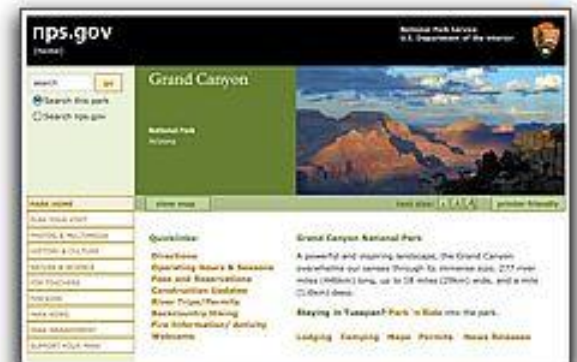 nps.gov
[home]
National Park Service
U.S. Department of the Interior
search
go
Search this park
Search nps.gov
Grand Canyon
National Park
Arizona
view map
text size:
printer friendly
PARK HOME
PLAN YOUR VISIT
PHOTOS & MULTIMEDIA
HISTORY & CULTURE
NATURE & SCIENCE
FOR TEACHERS
FOR KIDS
PARK NEWS
PARK MANAGEMENT
SUPPORT YOUR PARK
Quicklinks:
Directions
Operating Hours & Seasons
Fees and Reservations
Construction Updates
River Trips/Permits
Backcountry Hiking
Fire Information/ Activity
Webcams
Grand Canyon National Park
A powerful and inspiring landscape, the Grand Canyon
overwhelms our senses through its immense size; 277 river
miles (446km) long, up to 18 miles (29km) wide, and a mile
(1.6km) deep.
Staying in Tusayan? Park 'n Ride into the park.
Lodging Camping Maps Permits News Releases